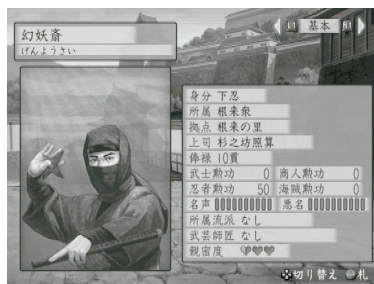 幻妖斎
げんようさい
基本
身分 下忍
所属 根来衆
拠点 根来の里
上司 杉之坊照算
俸禄 10貫
武士勲功 0 商人勲功 0
忍者勲功 50 海賊勲功 0
名声 悪名
所属流派 なし
武芸師匠 なし
親密度
切り替え 札